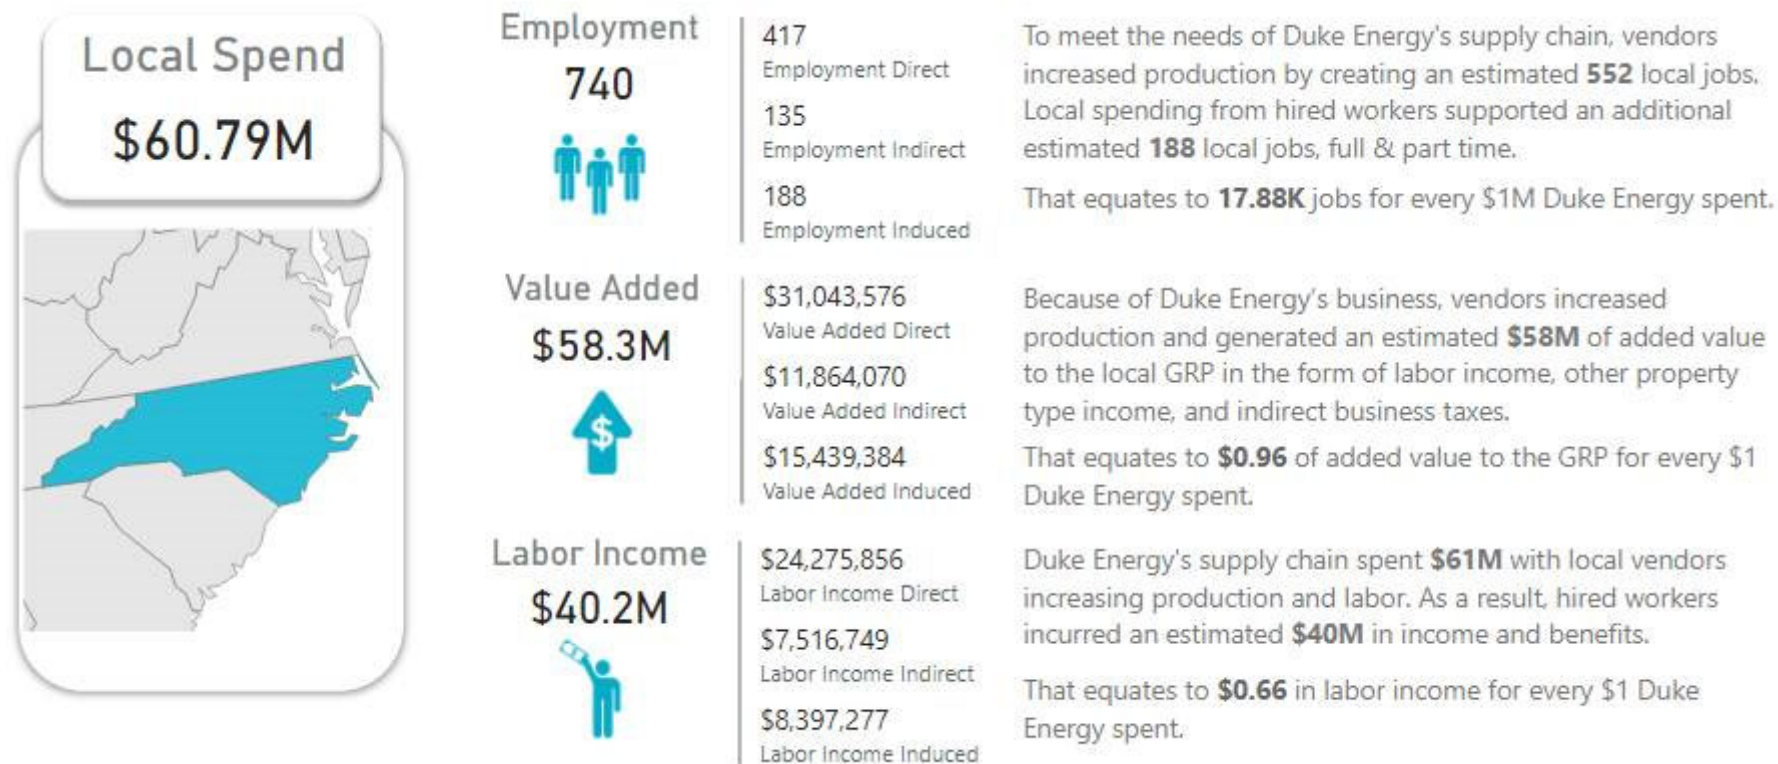 Local Spend
$60.79M
Employment
740
417
Employment Direct
135
Employment Indirect
188
Employment Induced
To meet the needs of Duke Energy's supply chain, vendors
increased production by creating an estimated 552 local jobs.
Local spending from hired workers supported an additional
estimated 188 local jobs, full & part time.
That equates to 17.88K jobs for every $1M Duke Energy spent.
Value Added
$58.3M
$
$31,043,576
Value Added Direct
$11,864,070
Value Added Indirect
$15,439,384
Value Added Induced
Because of Duke Energy's business, vendors increased
production and generated an estimated $58M of added value
to the local GRP in the form of labor income, other property
type income, and indirect business taxes.
That equates to $0.96 of added value to the GRP for every $1
Duke Energy spent.
Labor Income
$40.2M
$24,275,856
Labor Income Direct
$7,516,749
Labor Income Indirect
$8,397,277
Labor Income Induced
Duke Energy's supply chain spent $61M with local vendors
increasing production and labor. As a result, hired workers
incurred an estimated $40M in income and benefits.
That equates to $0.66 in labor income for every $1 Duke
Energy spent.